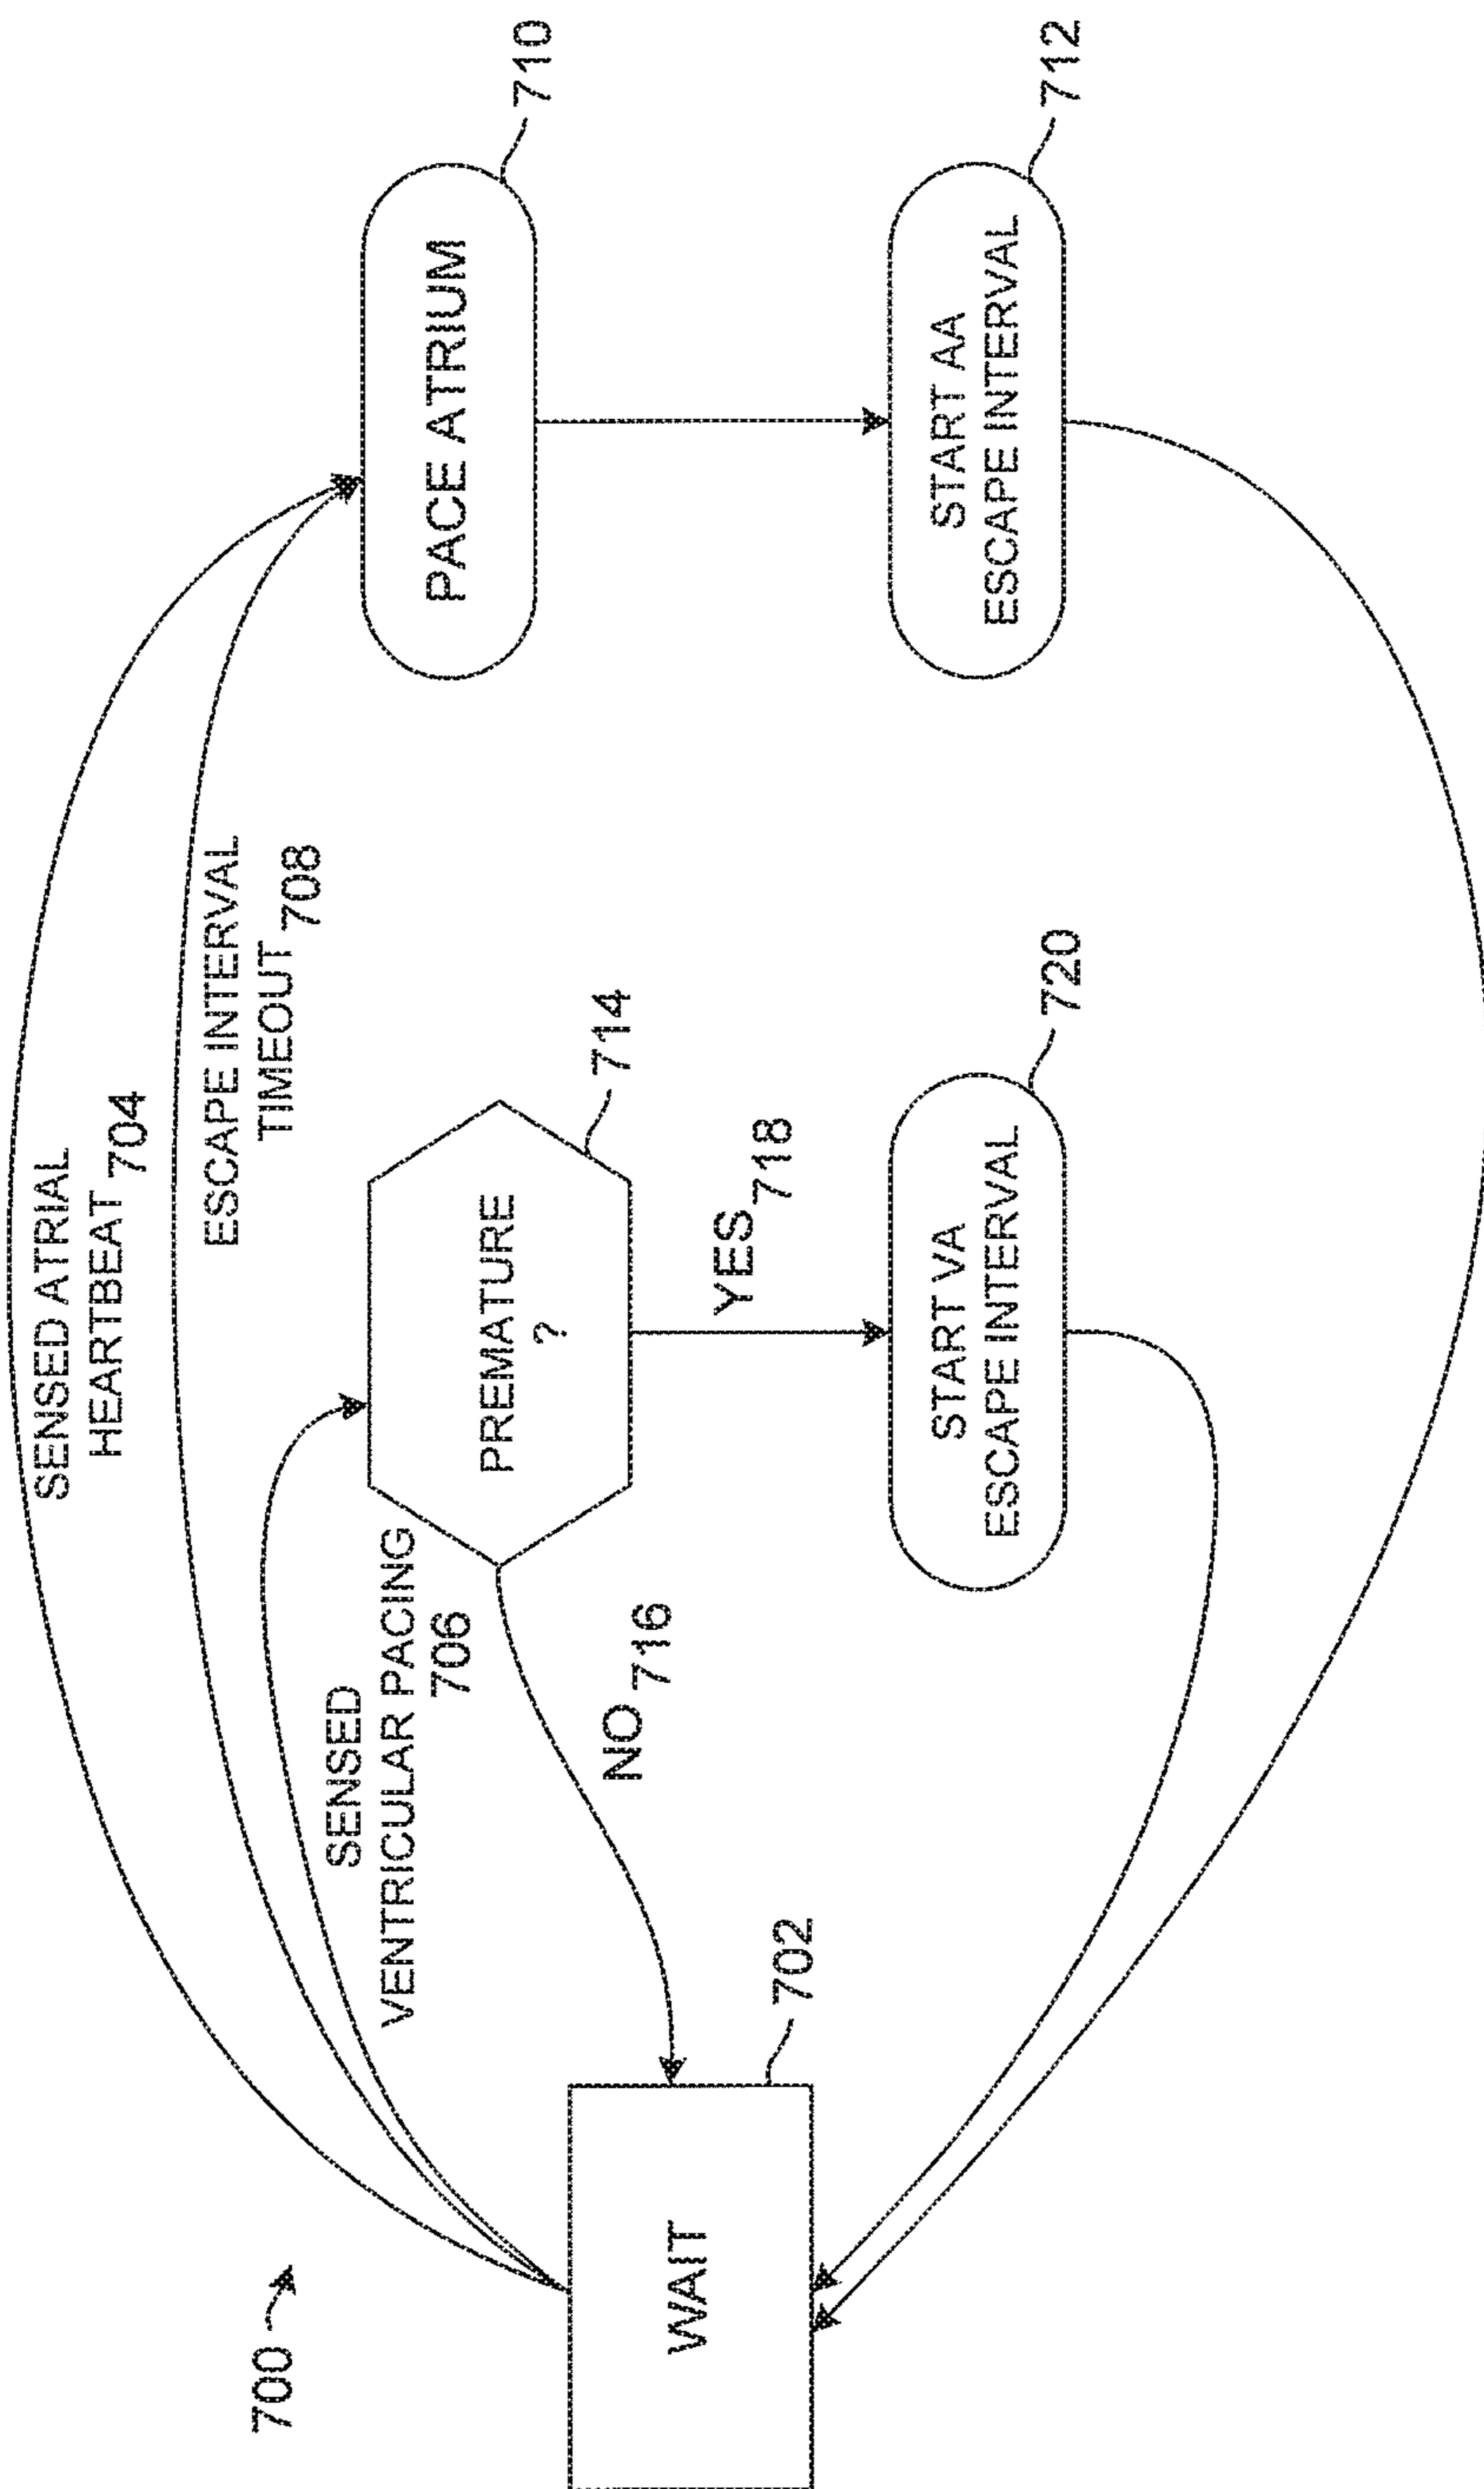 700
SENSED ATRIAL
HEARTBEAT 704
ESCAPE INTERVAL
TIMEOUT 708
SENSED
VENTRICULAR PACING
706
WAIT
702
NO 716
PREMATURE
?
714
YES 718
START VA
ESCAPE INTERVAL
720
PACE ATRIUM
710
START AA
ESCAPE INTERVAL
712